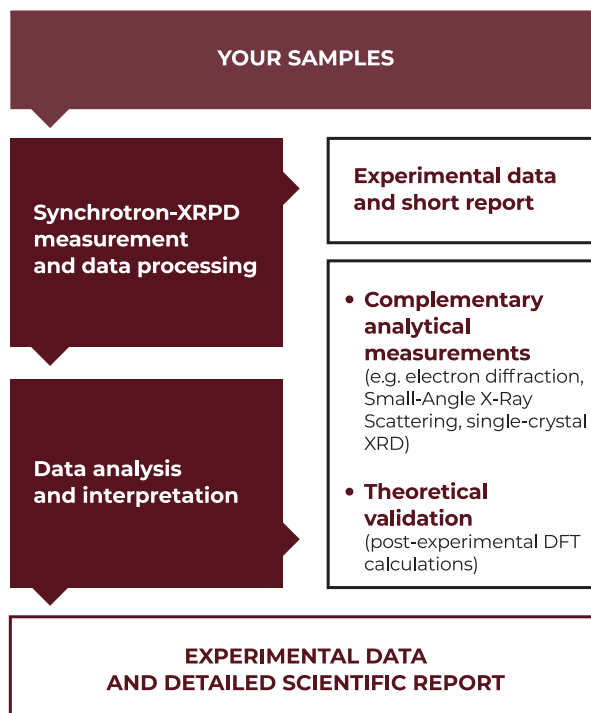 YOUR SAMPLES
Synchrotron-XRPD
measurement
and data processing
Experimental data
and short report
• Complementary
analytical
measurements
(e.g. electron diffraction,
Small-Angle X-Ray
Scattering, single-crystal
XRD)
Data analysis
and interpretation
• Theoretical
validation
(post-experimental DFT
calculations)
EXPERIMENTAL DATA
AND DETAILED SCIENTIFIC REPORT